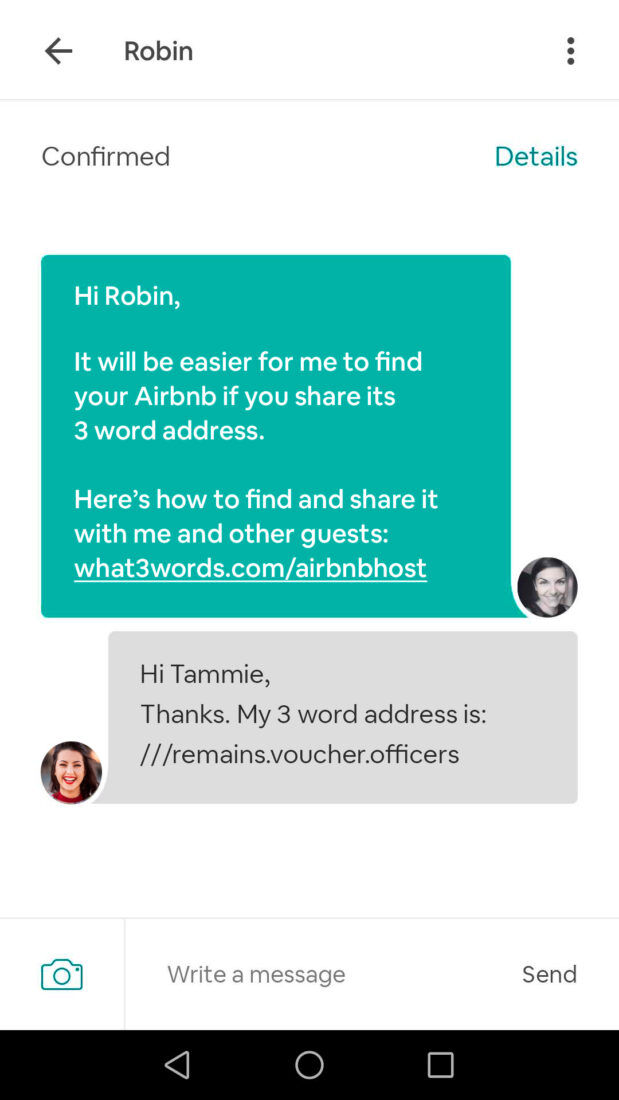 Robin
Confirmed
Details
Hi Robin,
It will be easier for me to find
your Airbnb if you share its
3 word address.
Here’s how to find and share it
with me and other guests:
what3words.com/airbnbhost
Hi Tammie,
Thanks. My 3 word address is:
///remains.voucher.officers
Write a message
Send